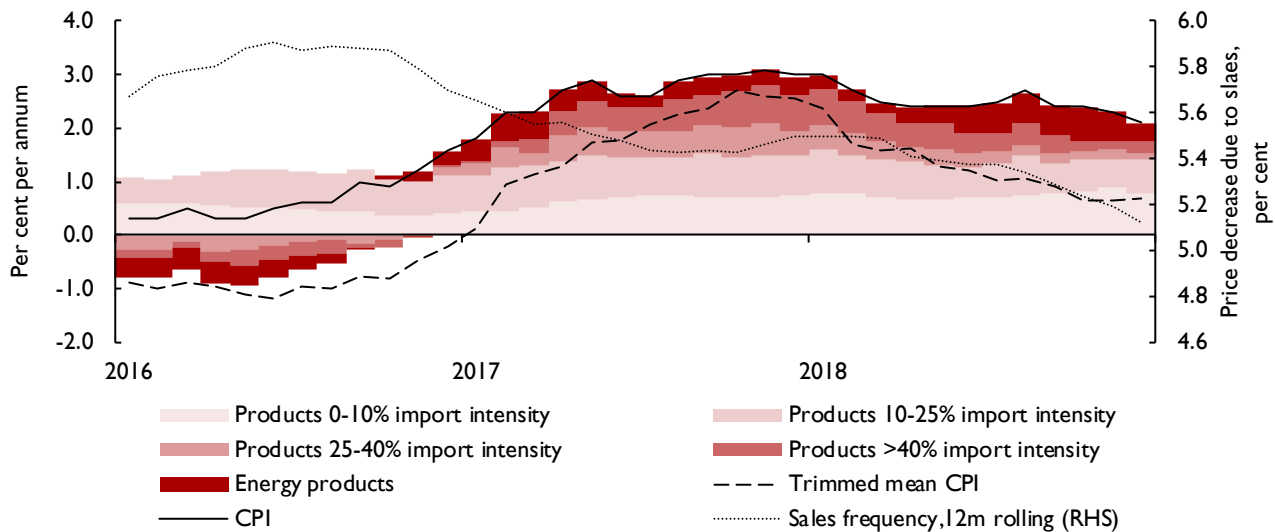 4.0
3.0
2.0
1.0
0.0
-1.0
-2.0
Per cent per annum
6.0
5.8
5.6
5.4
5.2
5.0
4.8
4.6
Price decrease due to slaes,
per cent
2016
2017
2018
Products 0-10% import intensity
Products 10-25% import intensity
Products 25-40% import intensity
Products >40% import intensity
Energy products
Trimmed mean CPI
CPI
Sales frequency,12m rolling (RHS)